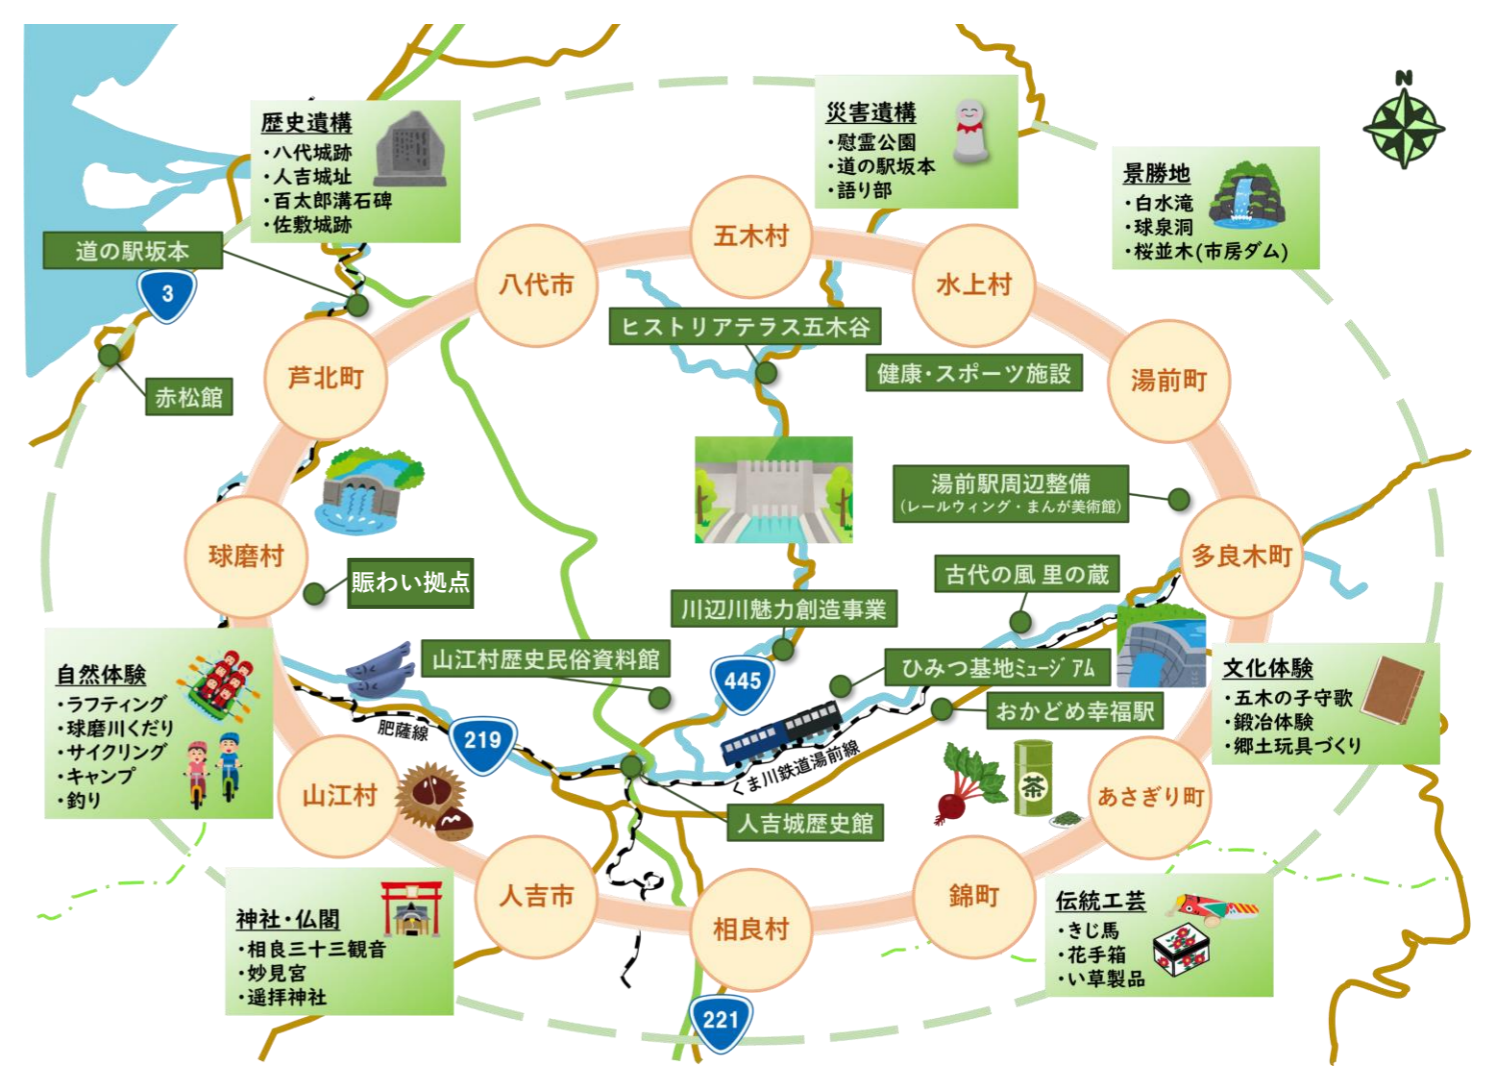 N
歴史遺構
・八代城跡
・人吉城址
・百太郎溝石碑
・佐敷城跡
災害遺構
・慰霊公園
・道の駅坂本
・語り部
景勝地
・白水滝
・球泉洞
・桜並木(市房ダム)
道の駅坂本
3
赤松館
八代市
五木村
水上村
芦北町
湯前町
ヒストリアテラス五木谷
健康・スポーツ施設
湯前駅周辺整備
(レールウィング・まんが美術館)
球磨村
多良木町
賑わい拠点
古代の風 里の蔵
川辺川魅力創造事業
山江村歴史民俗資料館
ひみつ基地ミュージアム
445
おかどめ幸福駅
自然体験
・ラフティング
・球磨川くだり
・サイクリング
・キャンプ
・釣り
文化体験
・五木の子守歌
・鍛冶体験
・郷土玩具づくり
肥薩線
219
くま川鉄道湯前線
茶
山江村
あさぎり町
人吉城歴史館
人吉市
相良村
錦町
神社・仏閣
・相良三十三観音
・妙見宮
・遥拝神社
伝統工芸
・きじ馬
・花手箱
・い草製品
221